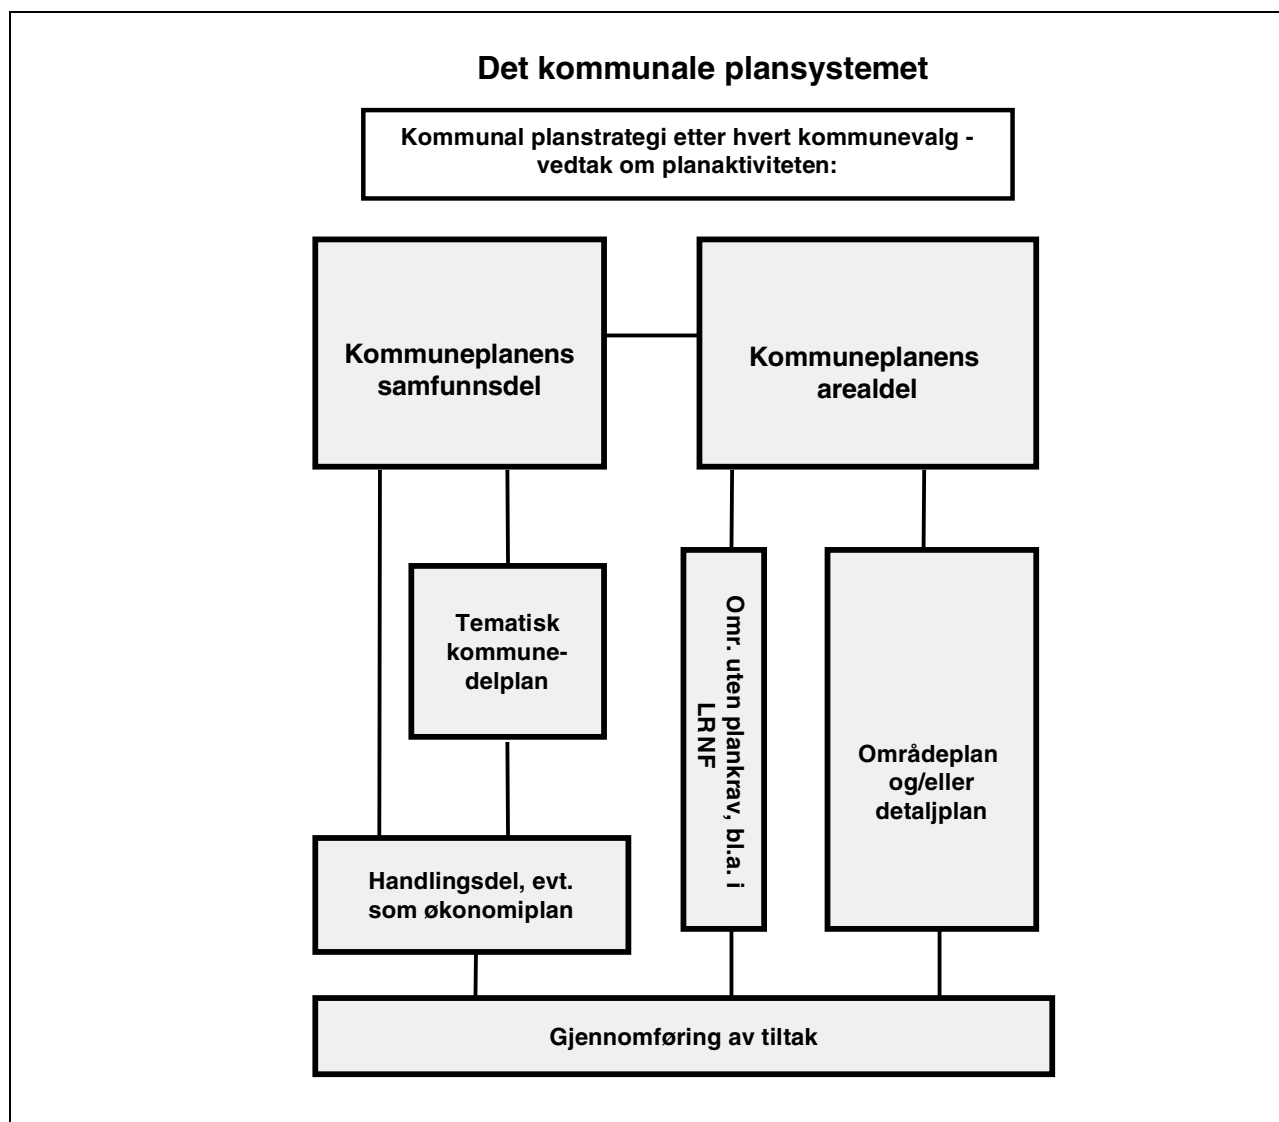 Det kommunale plansystemet
Kommunal planstrategi etter hvert kommunevalg -
vedtak om planaktiviteten:
Kommuneplanens
samfunnsdel
Kommuneplanens
arealdel
Tematisk
kommune-
delplan
Omr. uten plankrav, bl.a. i
LRNF
Områdeplan
og/eller
detaljplan
Handlingsdel, evt.
som økonomiplan
Gjennomføring av tiltak